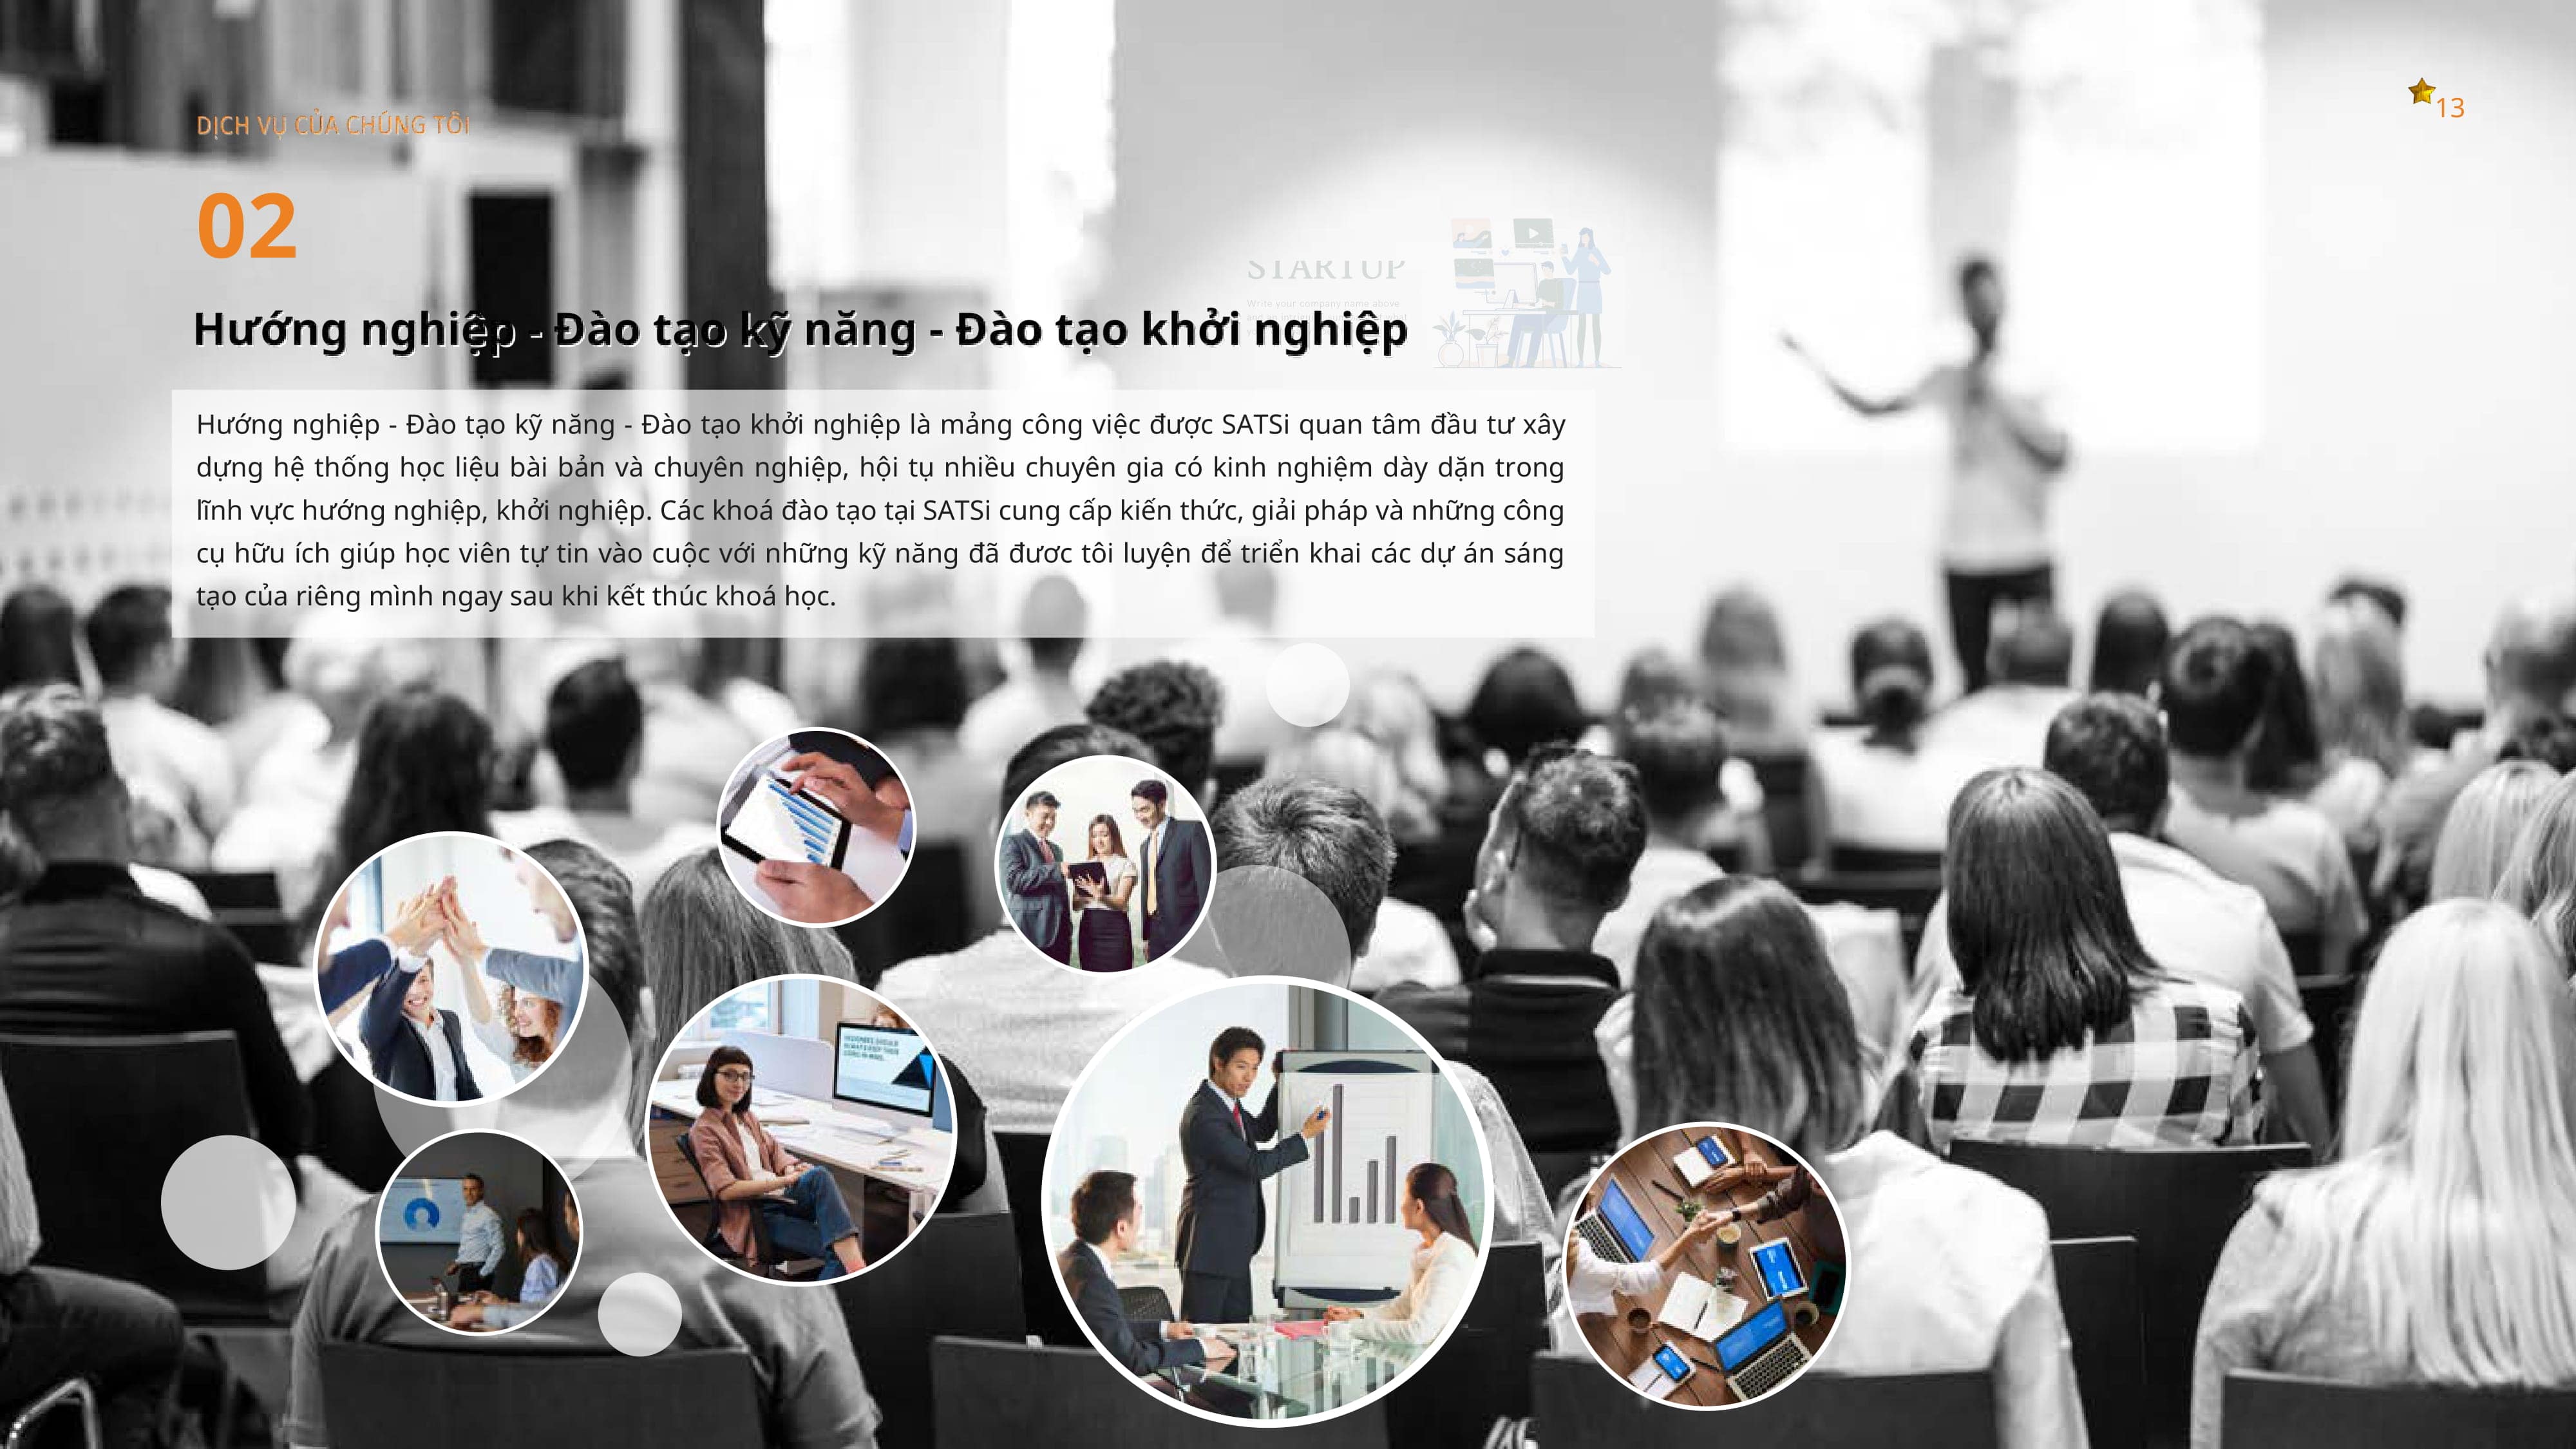 DỊCH VỤ CỦA CHÚNG TÔI
13
02
STARTUP
Write your company name above
Hướng nghiệp - Đào tạo kỹ năng - Đào tạo khởi nghiệp
Hướng nghiệp - Đào tạo kỹ năng - Đào tạo khởi nghiệp là mảng công việc được SATSi quan tâm đầu tư xây
dựng hệ thống học liệu bài bản và chuyên nghiệp, hội tụ nhiều chuyên gia có kinh nghiệm dày dặn trong
lĩnh vực hướng nghiệp, khởi nghiệp. Các khoá đào tạo tại SATSi cung cấp kiến thức, giải pháp và những công
cụ hữu ích giúp học viên tự tin vào cuộc với những kỹ năng đã đươc tôi luyện để triển khai các dự án sáng
tạo của riêng mình ngay sau khi kết thúc khoá học.